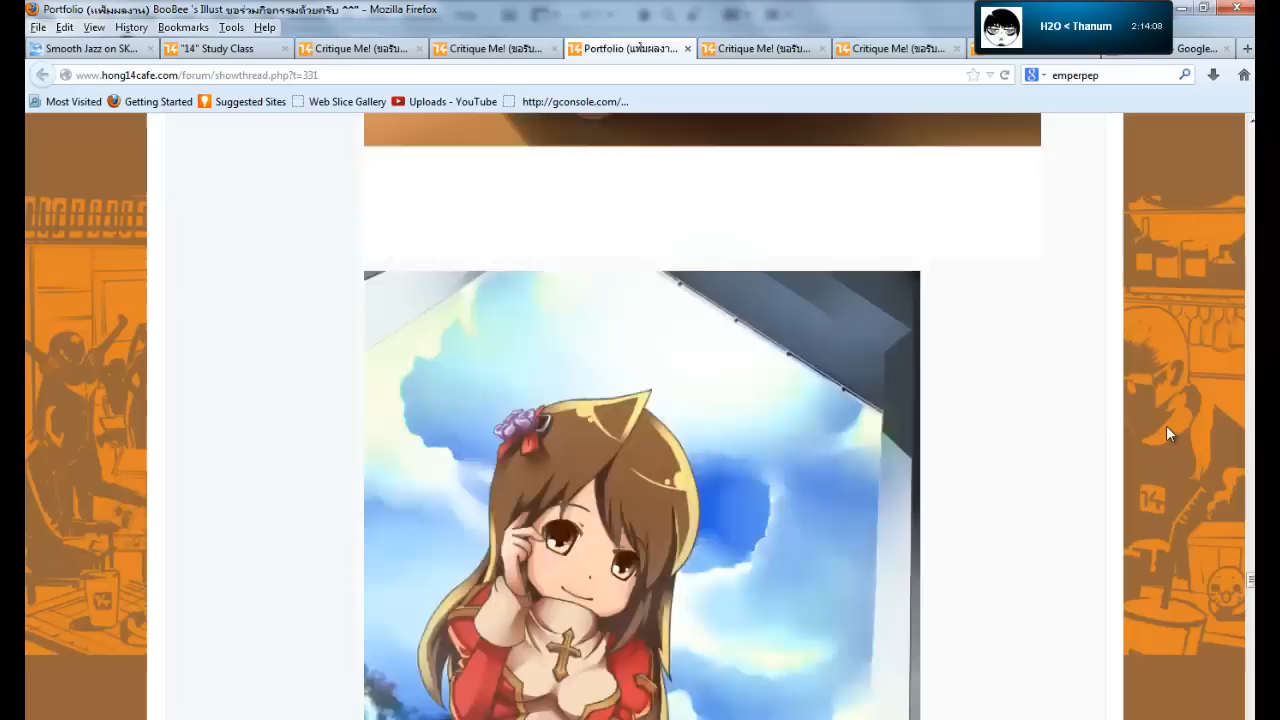 Portfolio (แฟ้มผลงาน) BooBee 's Illust ขอร่วมกิจกรรมด้วยครับ ^^" - Mozilla Firefox
H2O < Thanum
2:14:08
File Edit View History Bookmarks Tools Help
Smooth Jazz on SK... "14" Study Class Critique Me! (ขอรับ... Critique Me! (ขอรับ... Portfolio (แฟ้มผลงา... Critique Me! (ขอรับ... Critique Me! (ขอรับ... Google...
www.hong14cafe.com/forum/showthread.php?t=331
emperpep
Most Visited Getting Started Suggested Sites Web Slice Gallery Uploads - YouTube http://gconsole.com/...